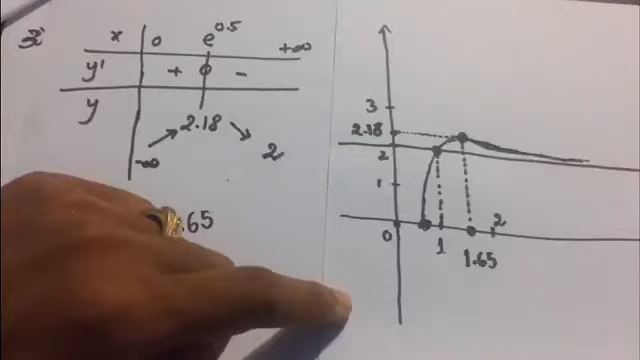 3
x 0 e^0.5 +∞
y' + 0 -
y
-∞ ↗ 2.18 ↘ 2
.65
3
2.18
2
1
0 1 1.65 2